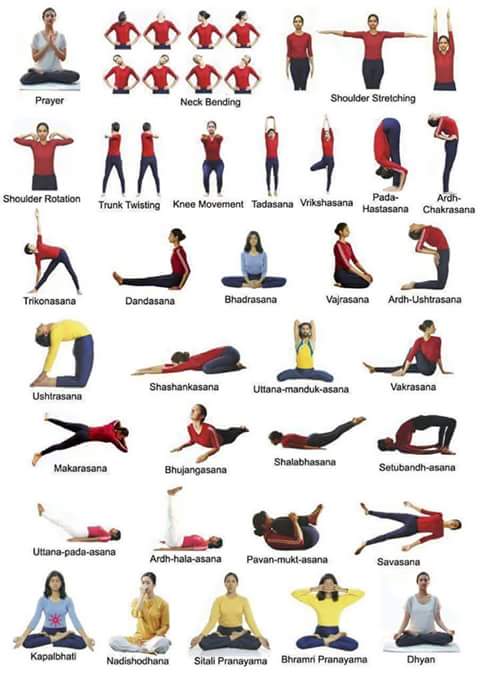 Prayer
Neck Bending
Shoulder Stretching
Shoulder Rotation
Trunk Twisting
Knee Movement
Tadasana
Vrikshasana
Pada-
Hastasana
Ardh-
Chakrasana
Trikonasana
Dandasana
Bhadrasana
Vajrasana
Ardh-Ushtrasana
Ushtrasana
Shashankasana
Uttana-manduk-asana
Vakrasana
Makarasana
Bhujangasana
Shalabhasana
Setubandh-asana
Uttana-pada-asana
Ardh-hala-asana
Pavan-mukt-asana
Savasana
Kapalbhati
Nadishodhana
Sitali Pranayama
Bhramri Pranayama
Dhyan